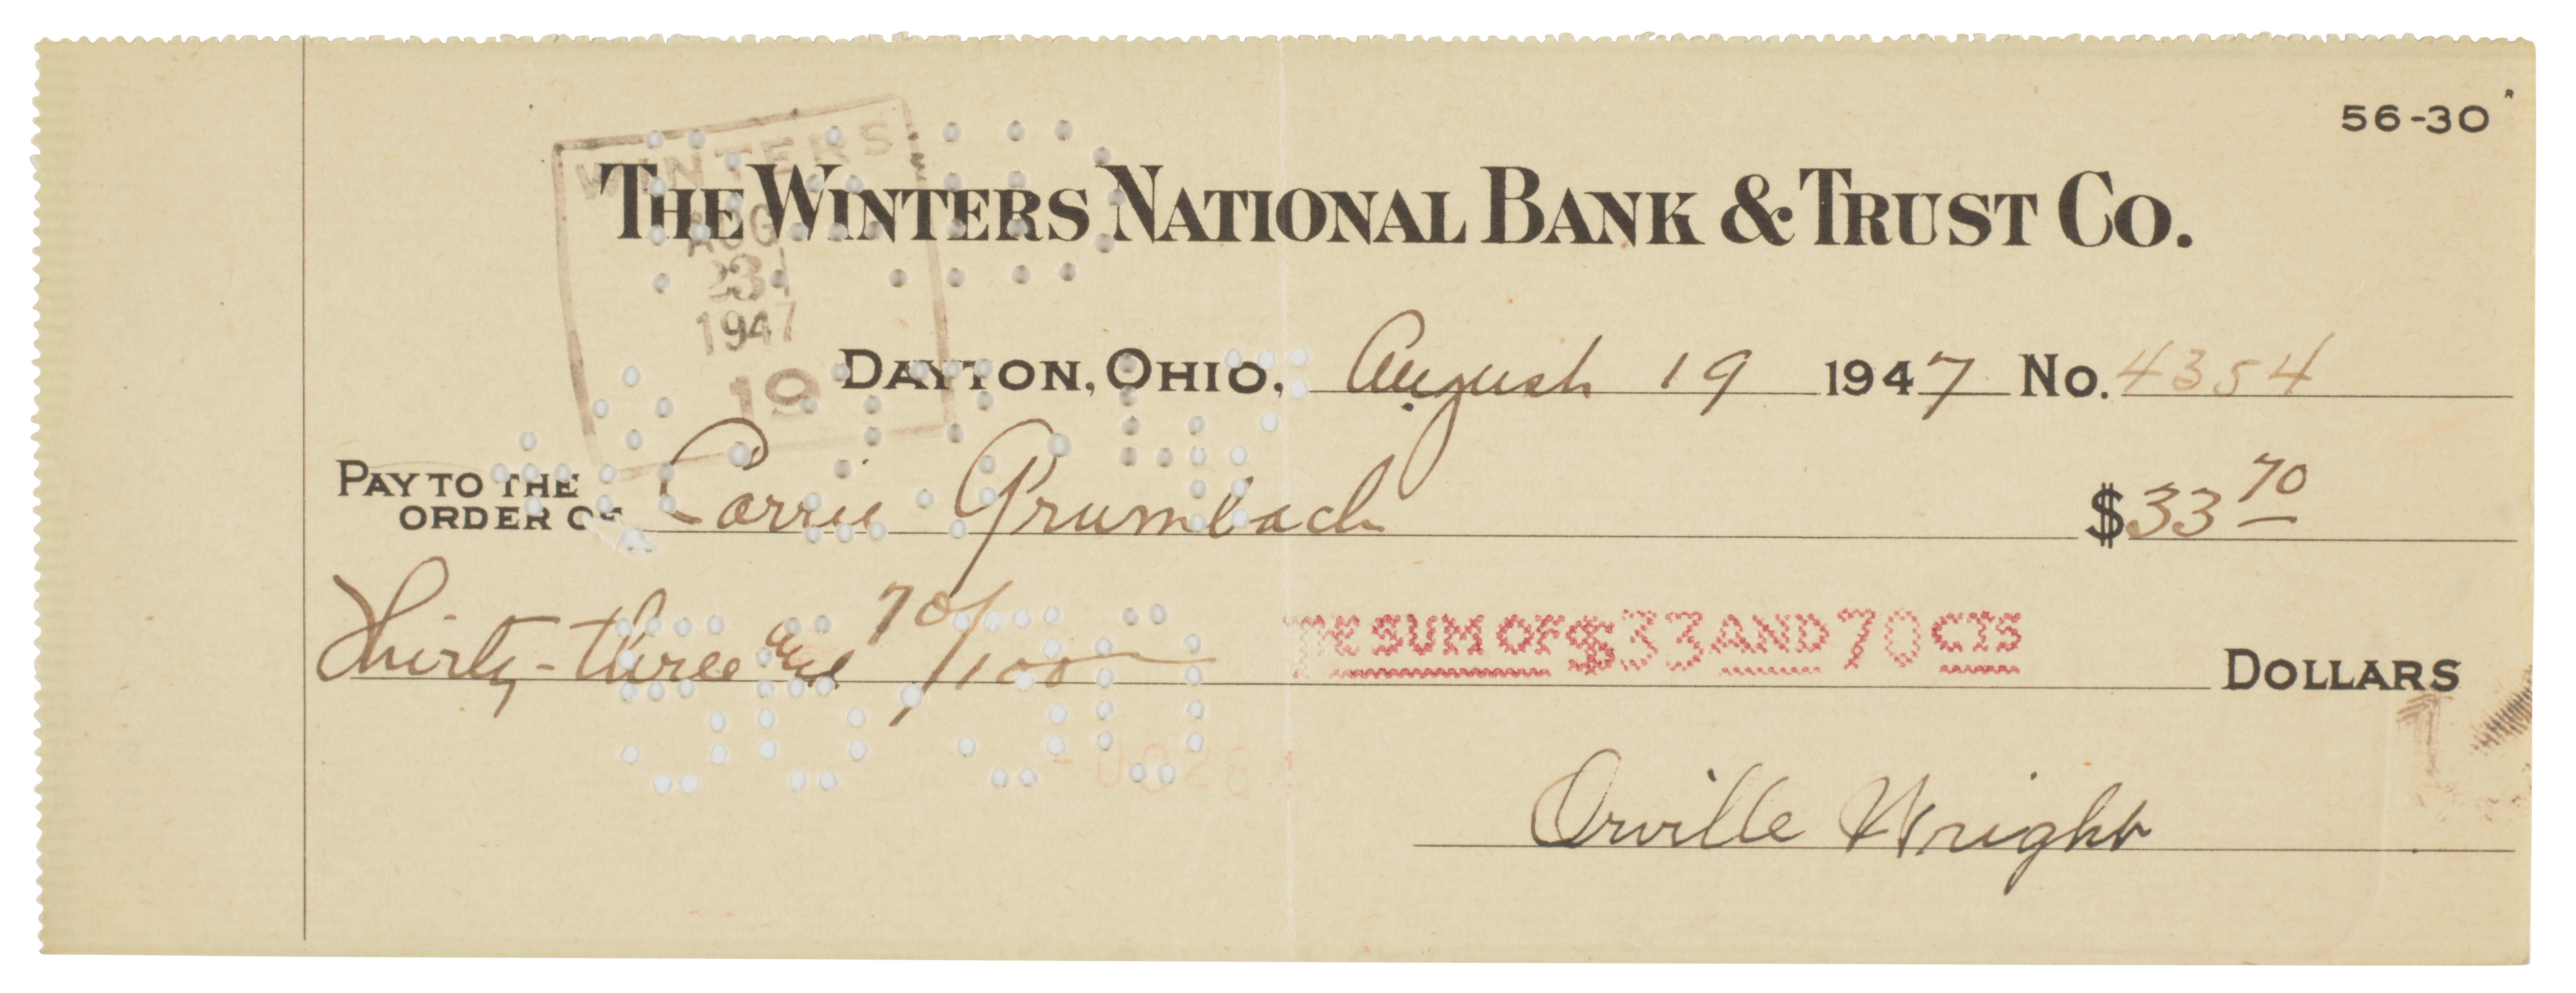 56-30
WINTERS
AUG
23
1947
19
THE WINTERS NATIONAL BANK & TRUST CO.
DAYTON, OHIO, August 19 1947 No. 4354
PAY TO THE ORDER OF Carrie Grumbach $33 70
Thirty-three and 70/100 THE SUM OF $33 AND 70 CTS DOLLARS
Orville Wright